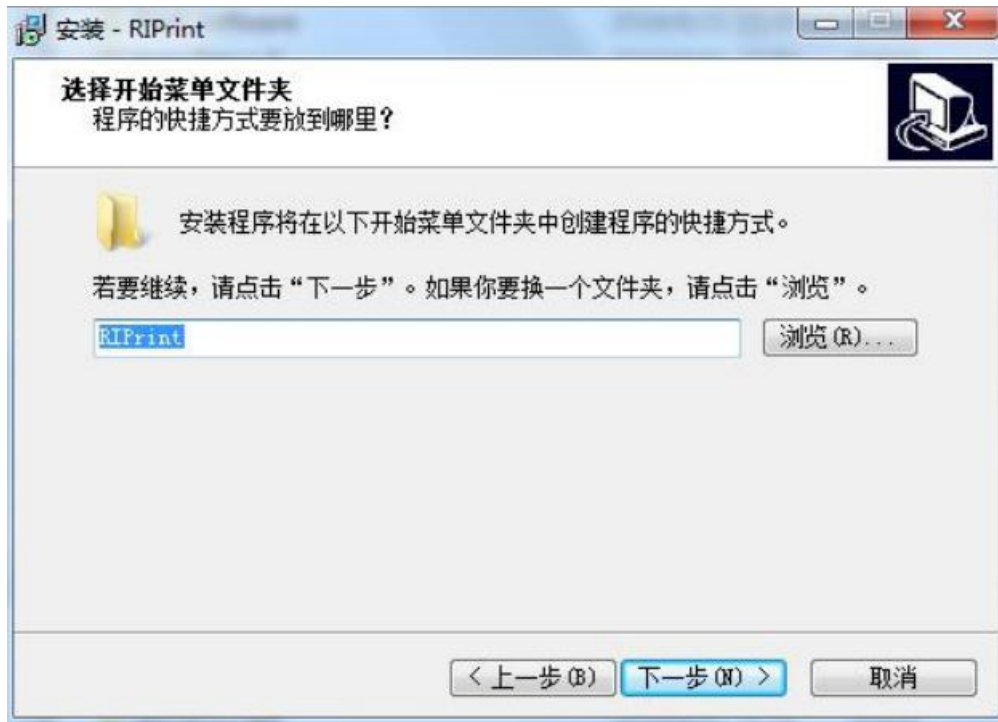 安装 - RIPrint
选择开始菜单文件夹
程序的快捷方式要放到哪里？
安装程序将在以下开始菜单文件夹中创建程序的快捷方式。
若要继续，请点击“下一步”。如果你要换一个文件夹，请点击“浏览”。
RIPrint
浏览(R)...
< 上一步(B)
下一步(N) >
取消